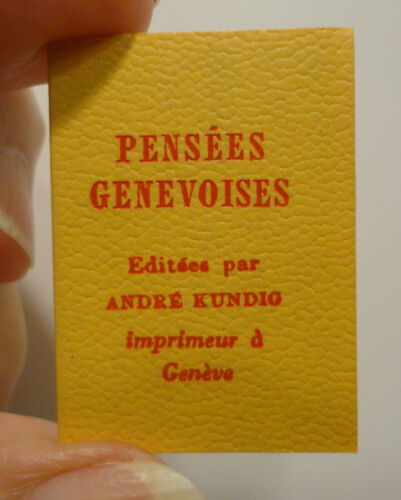 PENSÉES
GENEVOISES
Editées par
ANDRÉ KUNDIG
imprimeur à
Genève